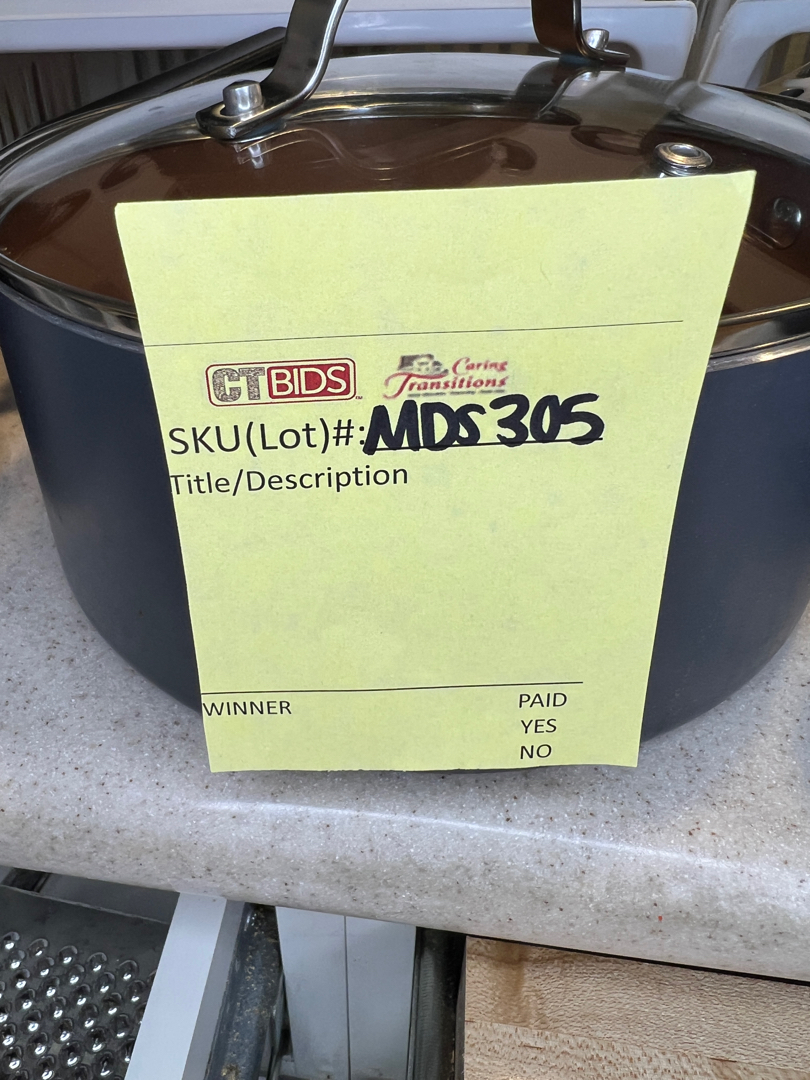 CTBIDS
Caring
Transitions
SKU(Lot)#: MDS305
Title/Description
WINNER
PAID
YES
NO